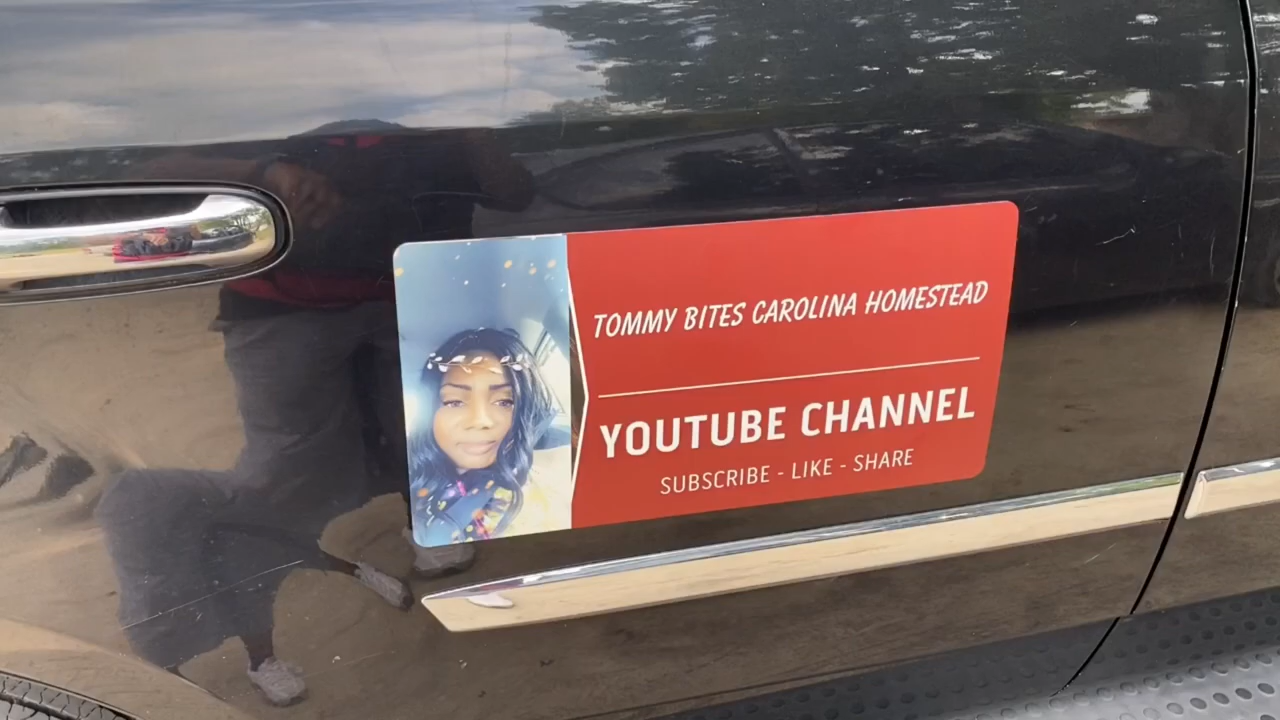 TOMMY BITES CAROLINA HOMESTEAD
YOUTUBE CHANNEL
SUBSCRIBE - LIKE - SHARE